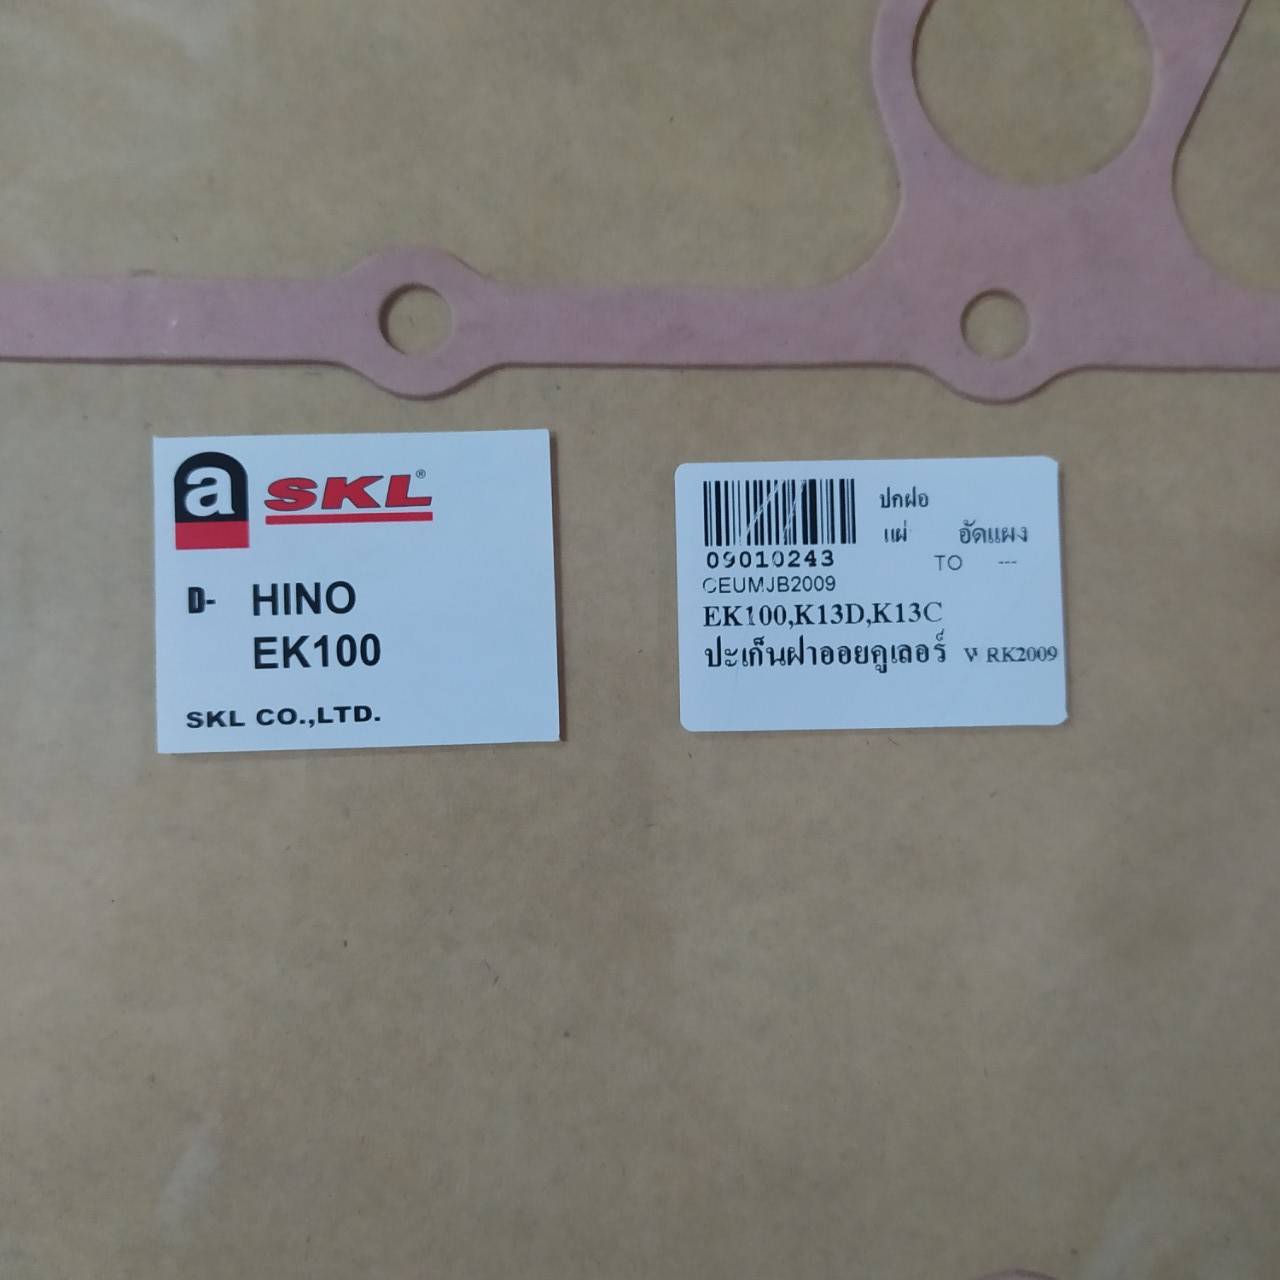 a SKL®
D- HINO
EK100
SKL CO.,LTD.
ปกฝอ
แผ่ อัดแผง
09010243 TO ---
CEUMJB2009
EK100,K13D,K13C
ปะเก็นฝาออยคูเลอร์ พ RK2009